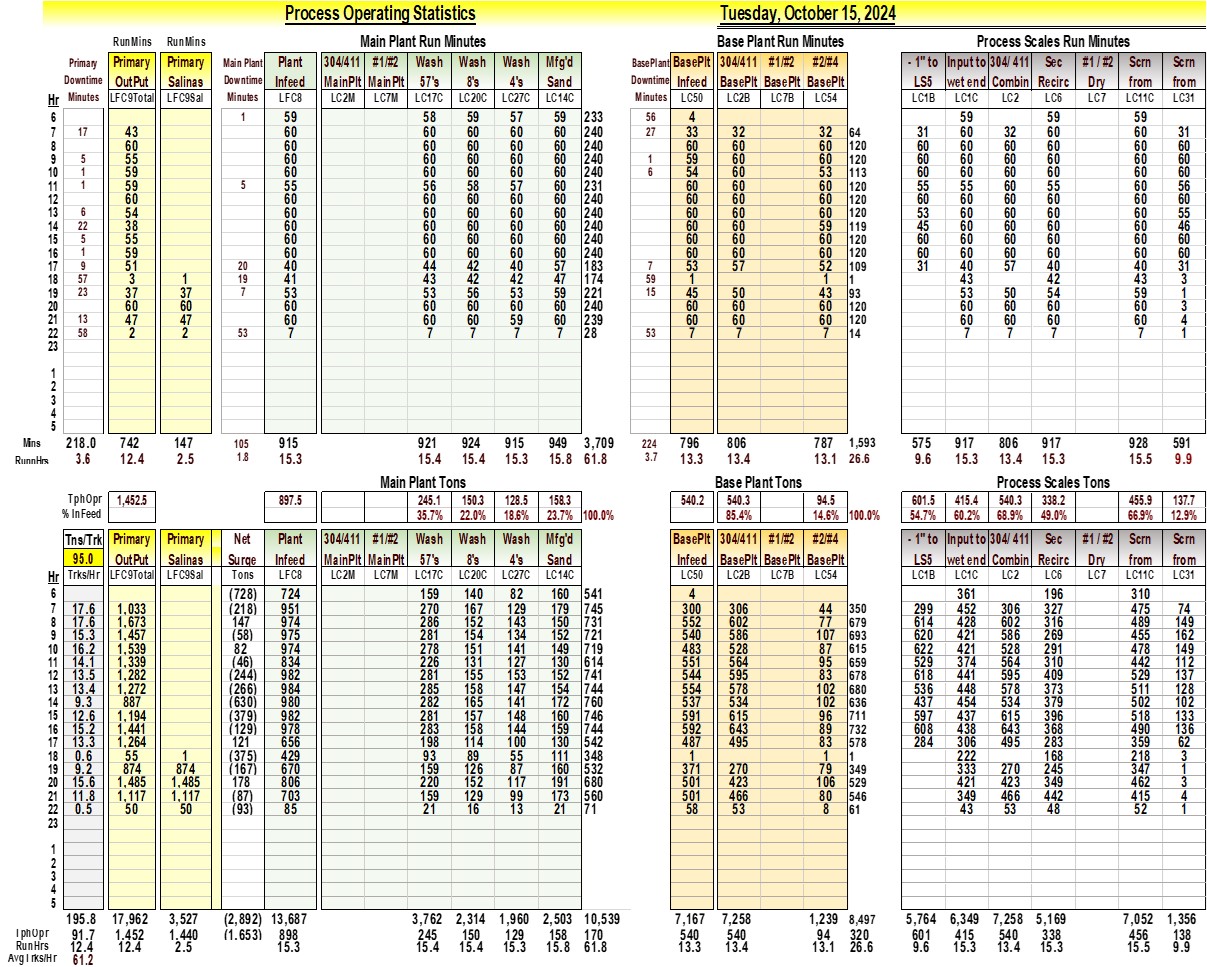 Process Operating Statistics Tuesday, October 15, 2024
RunMins RunMins Main Plant Run Minutes Base Plant Run Minutes Process Scales Run Minutes
Primary Primary Primary Main Plant Plant 304/411 #1/#2 Wash Wash Wash Mfg'd BasePlant BasePlt 304/411 #1/#2 #2/#4 - 1" to Input to 304/ 411 Sec #1 / #2 Scrn Scrn
Downtime OutPut Salinas Downtime Infeed MainPlt MainPlt 57's 8's 4's Sand Downtime Infeed BasePlt BasePlt BasePlt LS5 wet end Combin Recirc Dry from from
Hr Minutes LFC9Total LFC9Sal Minutes LFC8 LC2M LC7M LC17C LC20C LC27C LC14C Minutes LC50 LC2B LC7B LC54 LC1B LC1C LC2 LC6 LC7 LC11C LC31
6 1 59 58 59 57 59 233 56 4 59 59 59
7 17 43 60 60 60 60 60 240 27 33 32 32 64 31 60 32 60 60 31
8 60 60 60 60 60 60 240 60 60 60 120 60 60 60 60 60 60
9 5 55 60 60 60 60 60 240 1 59 60 60 120 60 60 60 60 60 60
10 1 59 60 60 60 60 60 240 6 54 60 53 113 60 60 60 60 60 60
11 1 59 5 55 56 58 57 60 231 60 60 60 120 55 55 60 55 60 56
12 60 60 60 60 60 60 240 60 60 60 120 60 60 60 60 60 60
13 6 54 60 60 60 60 60 240 60 60 60 120 53 60 60 60 60 55
14 22 38 60 60 60 60 60 240 60 60 59 119 45 60 60 60 60 46
15 5 55 60 60 60 60 60 240 60 60 60 120 60 60 60 60 60 60
16 1 59 60 60 60 60 60 240 60 60 60 120 60 60 60 60 60 60
17 9 51 20 40 44 42 40 57 183 7 53 57 52 109 31 40 57 40 40 31
18 57 3 1 19 41 43 42 42 47 174 59 1 1 1 43 42 43 3
19 23 37 37 7 53 53 56 53 59 221 15 45 50 43 93 53 50 54 59 1
20 60 60 60 60 60 60 60 240 60 60 60 120 60 60 60 60 3
21 13 47 47 60 60 60 59 60 239 60 60 60 120 60 60 60 60 4
22 58 2 2 53 7 7 7 7 7 28 53 7 7 7 14 7 7 7 7 1
23
1
2
3
4
5
Mins 218.0 742 147 105 915 921 924 915 949 3,709 224 796 806 787 1,593 575 917 806 917 928 591
RunnHrs 3.6 12.4 2.5 1.8 15.3 15.4 15.4 15.3 15.8 61.8 3.7 13.3 13.4 13.1 26.6 9.6 15.3 13.4 15.3 15.5 9.9
Main Plant Tons Base Plant Tons Process Scales Tons
TphOpr 1,452.5 897.5 245.1 150.3 128.5 158.3 540.2 540.3 94.5 601.5 415.4 540.3 338.2 455.9 137.7
% InFeed 35.7% 22.0% 18.6% 23.7% 100.0% 85.4% 14.6% 100.0% 54.7% 60.2% 68.9% 49.0% 66.9% 12.9%
Tns/Trk Primary Primary Net Plant 304/411 #1/#2 Wash Wash Wash Mfg'd BasePlt 304/411 #1/#2 #2/#4 - 1" to Input to 304/ 411 Sec #1 / #2 Scrn Scrn
95.0 OutPut Salinas Surge Infeed MainPlt MainPlt 57's 8's 4's Sand Infeed BasePlt BasePlt BasePlt LS5 wet end Combin Recirc Dry from from
Hr Trks/Hr LFC9Total LFC9Sal Tons LFC8 LC2M LC7M LC17C LC20C LC27C LC14C LC50 LC2B LC7B LC54 LC1B LC1C LC2 LC6 LC7 LC11C LC31
6 (728) 724 159 140 82 160 541 4 361 196 310
7 17.6 1,033 (218) 951 270 167 129 179 745 300 306 44 350 299 452 306 327 475 74
8 17.6 1,673 147 974 286 152 143 150 731 552 602 77 679 614 428 602 316 489 149
9 15.3 1,457 (58) 975 281 154 134 152 721 540 586 107 693 620 421 586 269 455 162
10 16.2 1,539 82 974 278 151 141 149 719 483 528 87 615 622 421 528 291 478 149
11 14.1 1,339 (46) 834 226 131 127 130 614 551 564 95 659 529 374 564 310 442 112
12 13.5 1,282 (244) 982 281 155 153 152 741 544 595 83 678 618 441 595 409 529 137
13 13.4 1,272 (266) 984 285 158 147 154 744 554 578 102 680 536 448 578 373 511 128
14 9.3 887 (630) 980 282 165 141 172 760 537 534 102 636 437 454 534 379 502 102
15 12.6 1,194 (379) 982 281 157 148 160 746 591 615 96 711 597 437 615 396 518 133
16 15.2 1,441 (129) 978 283 158 144 159 744 592 643 89 732 608 438 643 368 490 136
17 13.3 1,264 121 656 198 114 100 130 542 487 495 83 578 284 306 495 283 359 62
18 0.6 55 1 (375) 429 93 89 55 111 348 1 1 1 222 168 218 3
19 9.2 874 874 (167) 670 159 126 87 160 532 371 270 79 349 333 270 245 347 1
20 15.6 1,485 1,485 178 806 220 152 117 191 680 501 423 106 529 421 423 349 462 3
21 11.8 1,117 1,117 (87) 703 159 129 99 173 560 501 466 80 546 349 466 442 415 4
22 0.5 50 50 (93) 85 21 16 13 21 71 58 53 8 61 43 53 48 52 1
23
1
2
3
4
5
195.8 17,962 3,527 (2,892) 13,687 3,762 2,314 1,960 2,503 10,539 7,167 7,258 1,239 8,497 5,764 6,349 7,258 5,169 7,052 1,356
TphOpr 91.7 1,452 1,440 (1,653) 898 245 150 129 158 170 540 540 94 320 601 415 540 338 456 138
RunHrs 12.4 12.4 2.5 15.3 15.4 15.4 15.3 15.8 61.8 13.3 13.4 13.1 26.6 9.6 15.3 13.4 15.3 15.5 9.9
AvgTrks/Hr 61.2